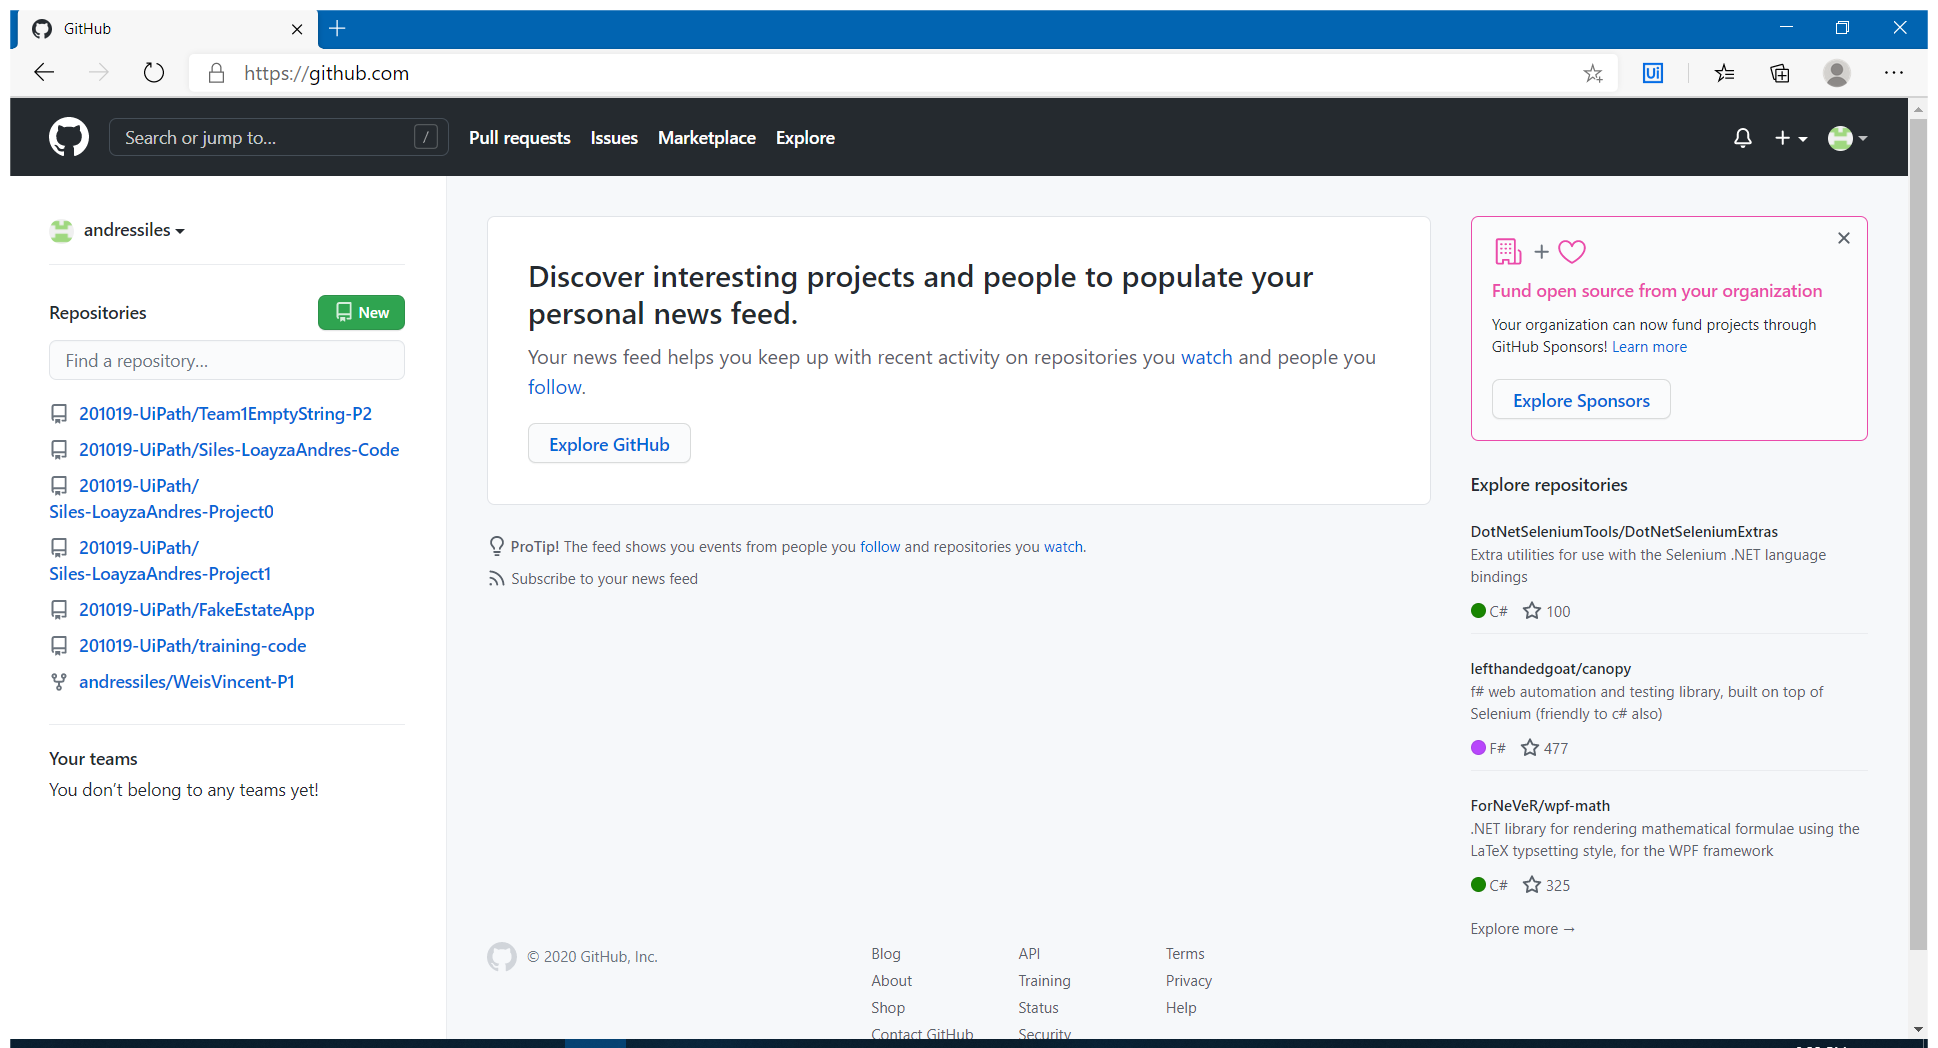 GitHub
https://github.com
Ui
Search or jump to...
/
Pull requests
Issues
Marketplace
Explore
andressiles
Repositories
New
Find a repository...
201019-UiPath/Team1EmptyString-P2
201019-UiPath/Siles-LoayzaAndres-Code
201019-UiPath/
Siles-LoayzaAndres-Project0
201019-UiPath/
Siles-LoayzaAndres-Project1
201019-UiPath/FakeEstateApp
201019-UiPath/training-code
andressiles/WeisVincent-P1
Your teams
You don’t belong to any teams yet!
Discover interesting projects and people to populate your
personal news feed.
Your news feed helps you keep up with recent activity on repositories you watch and people you
follow.
Explore GitHub
ProTip! The feed shows you events from people you follow and repositories you watch.
Subscribe to your news feed
Fund open source from your organization
Your organization can now fund projects through
GitHub Sponsors! Learn more
Explore Sponsors
Explore repositories
DotNetSeleniumTools/DotNetSeleniumExtras
Extra utilities for use with the Selenium .NET language
bindings
C# 100
lefthandedgoat/canopy
f# web automation and testing library, built on top of
Selenium (friendly to c# also)
F# 477
ForNeVeR/wpf-math
.NET library for rendering mathematical formulae using the
LaTeX typsetting style, for the WPF framework
C# 325
Explore more →
© 2020 GitHub, Inc.
Blog
About
Shop
Contact GitHub
API
Training
Status
Security
Terms
Privacy
Help